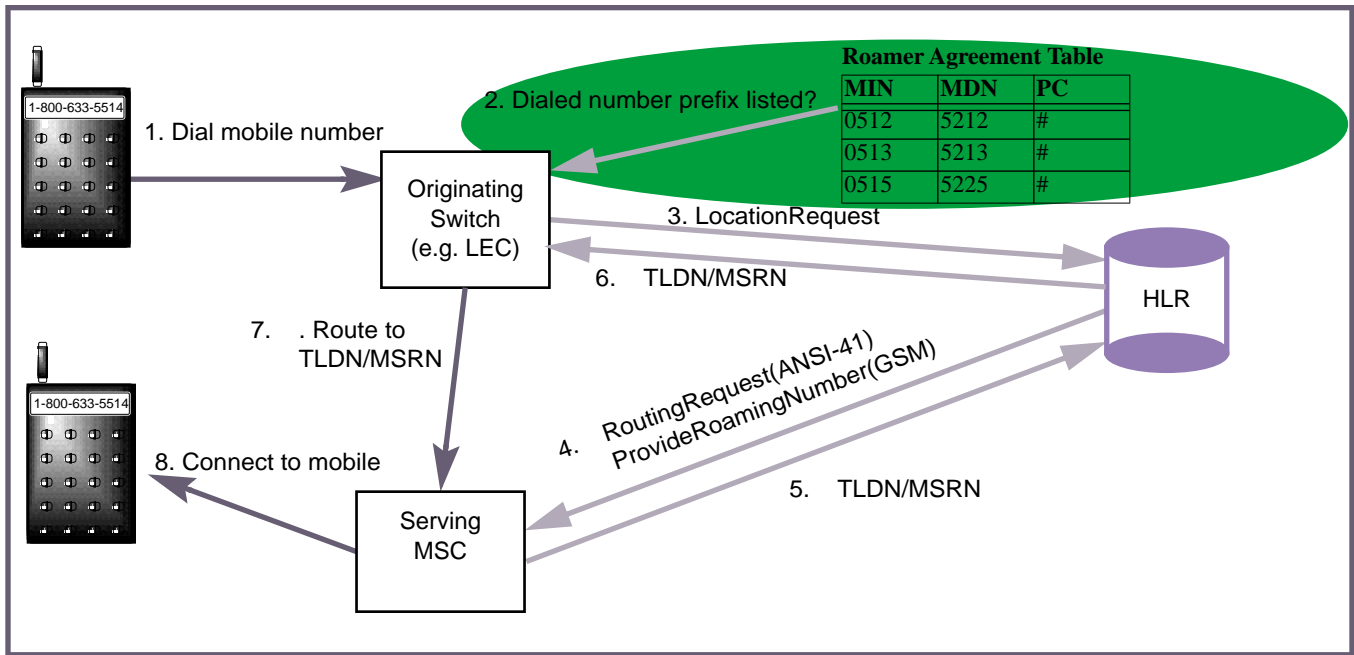 Roamer Agreement Table
MIN MDN PC
0512 5212 #
0513 5213 #
0515 5225 #
2. Dialed number prefix listed?
1-800-633-5514
1. Dial mobile number
Originating
Switch
(e.g. LEC)
3. LocationRequest
6. TLDN/MSRN
HLR
7. . Route to
TLDN/MSRN
4. RoutingRequest(ANSI-41)
ProvideRoamingNumber(GSM)
5. TLDN/MSRN
1-800-633-5514
8. Connect to mobile
Serving
MSC